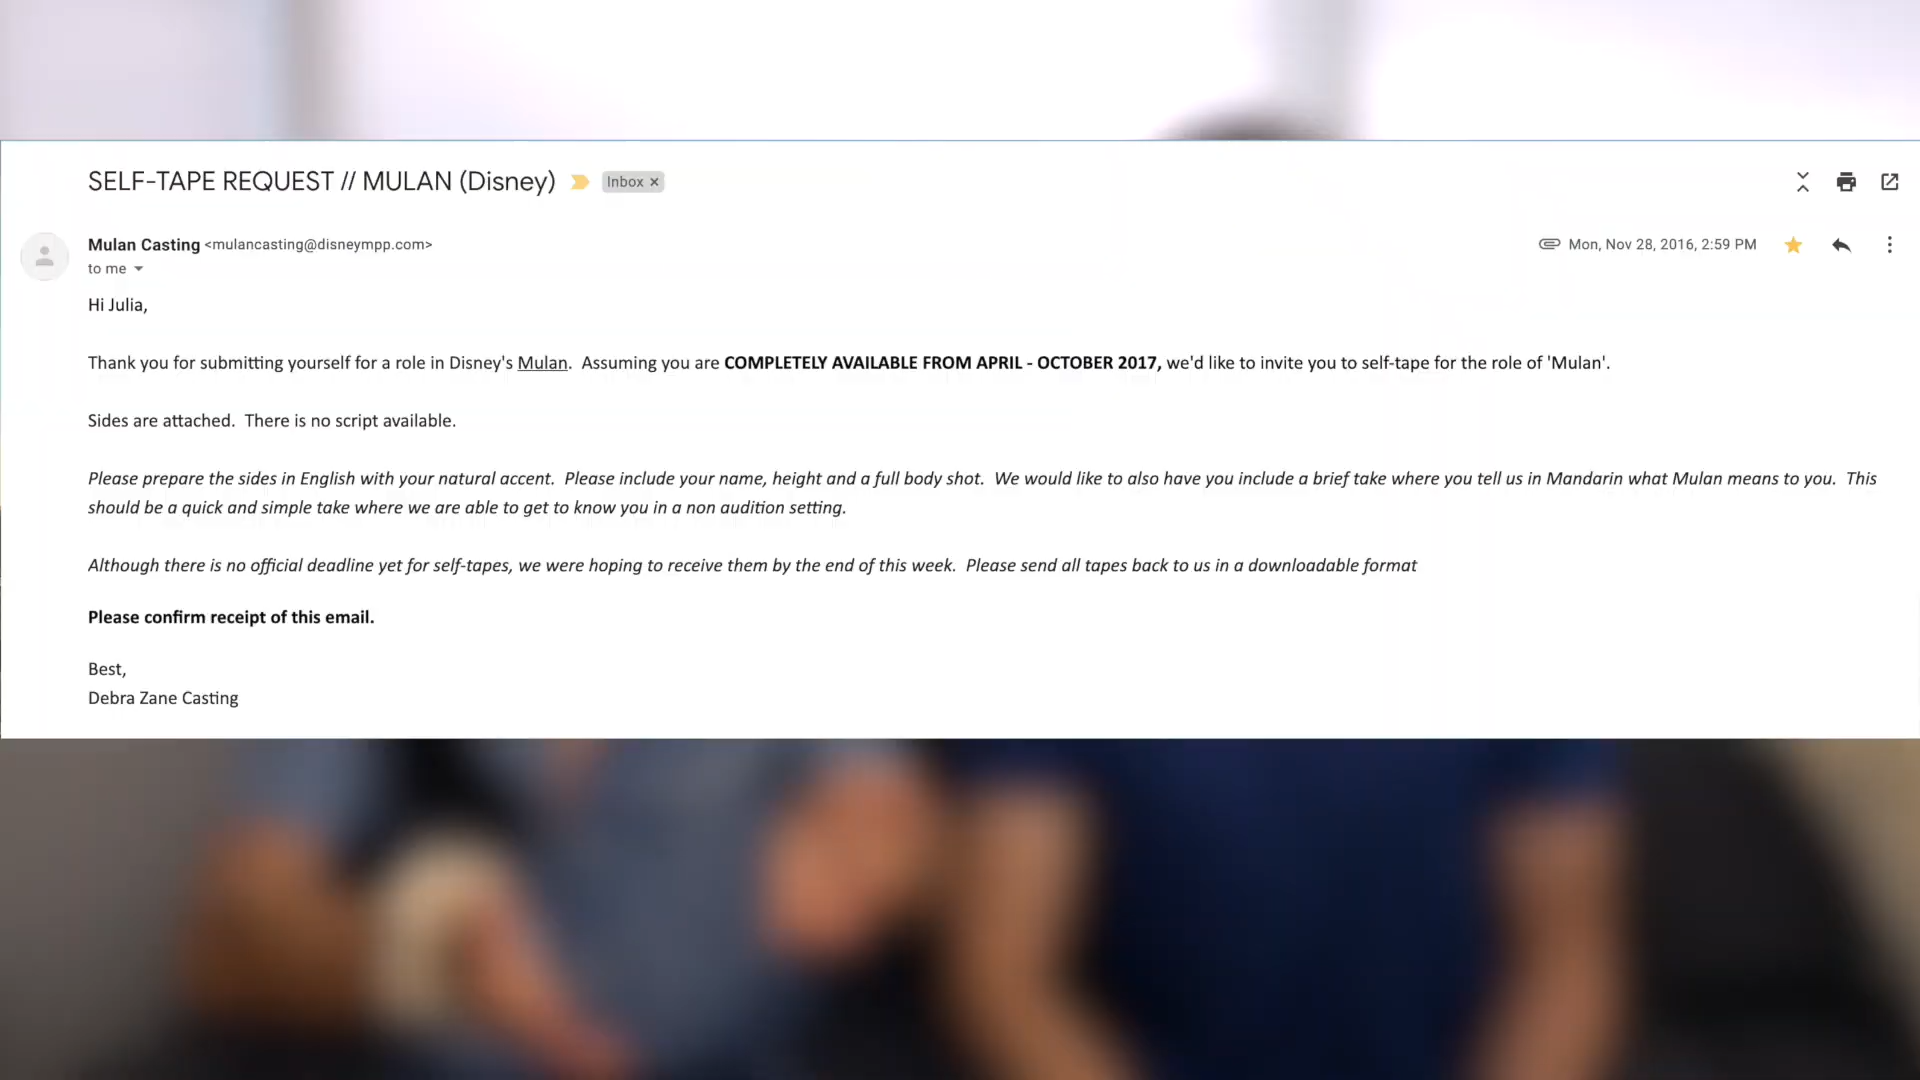 SELF-TAPE REQUEST // MULAN (Disney) Inbox ×
Mulan Casting <mulancasting@disneympp.com> Mon, Nov 28, 2016, 2:59 PM
to me
Hi Julia,
Thank you for submitting yourself for a role in Disney's Mulan. Assuming you are COMPLETELY AVAILABLE FROM APRIL - OCTOBER 2017, we'd like to invite you to self-tape for the role of 'Mulan'.
Sides are attached. There is no script available.
Please prepare the sides in English with your natural accent. Please include your name, height and a full body shot. We would like to also have you include a brief take where you tell us in Mandarin what Mulan means to you. This
should be a quick and simple take where we are able to get to know you in a non audition setting.
Although there is no official deadline yet for self-tapes, we were hoping to receive them by the end of this week. Please send all tapes back to us in a downloadable format
Please confirm receipt of this email.
Best,
Debra Zane Casting